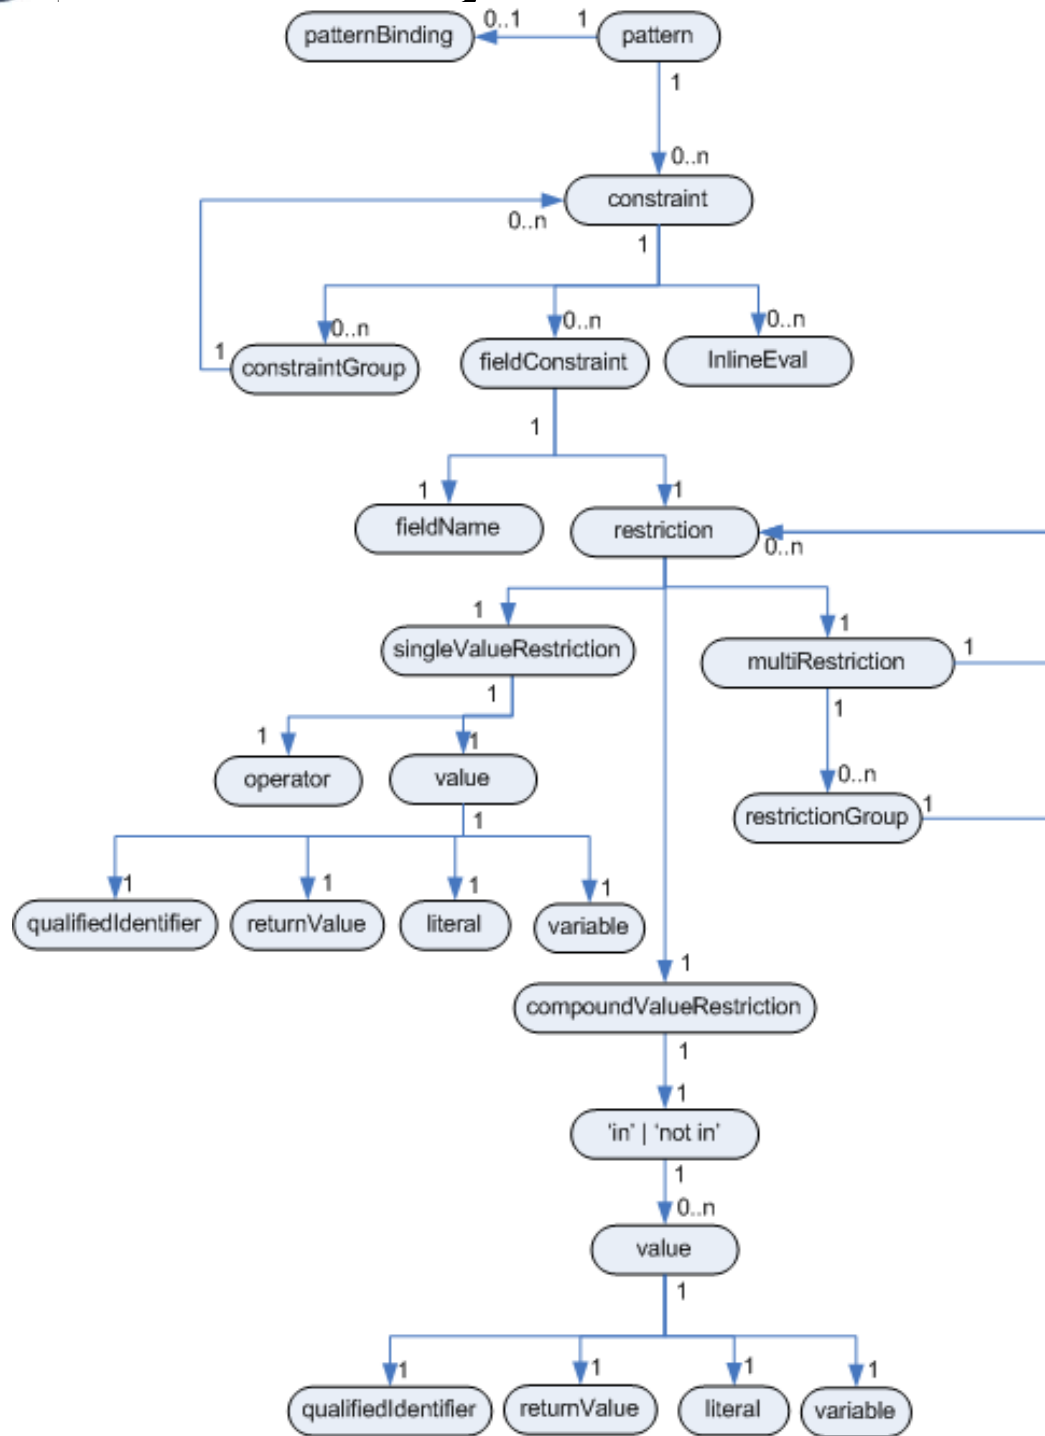 patternBinding 0..1 1 pattern
1
0..n
constraint
0..n
1
0..n 0..n 0..n
1
constraintGroup fieldConstraint InlineEval
1
1 1
fieldName restriction
0..n
1 1
singleValueRestriction multiRestriction 1
1 1
1 1
operator value 0..n
1 restrictionGroup 1
1 1 1 1
qualifiedIdentifier returnValue literal variable
1
compoundValueRestriction
1
1
'in' | 'not in'
1
0..n
value
1
1 1 1 1
qualifiedIdentifier returnValue literal variable